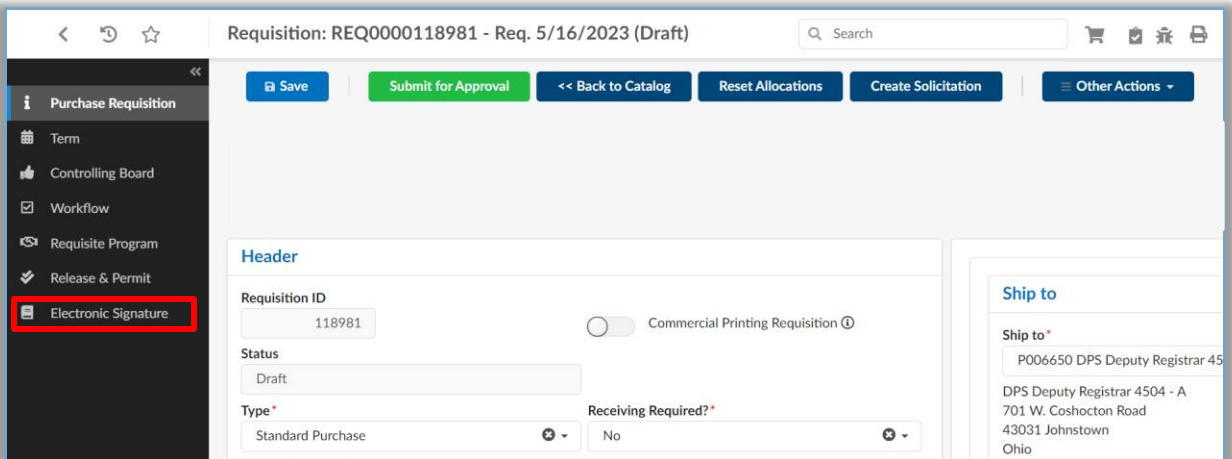 Requisition: REQ0000118981 - Req. 5/16/2023 (Draft)
Search
Purchase Requisition
Term
Controlling Board
Workflow
Requisite Program
Release & Permit
Electronic Signature
Save
Submit for Approval
<< Back to Catalog
Reset Allocations
Create Solicitation
Other Actions
Header
Requisition ID
118981
Commercial Printing Requisition
Status
Draft
Type*
Standard Purchase
Receiving Required?*
No
Ship to
Ship to*
P006650 DPS Deputy Registrar 45
DPS Deputy Registrar 4504 - A
701 W. Coshocton Road
43031 Johnstown
Ohio